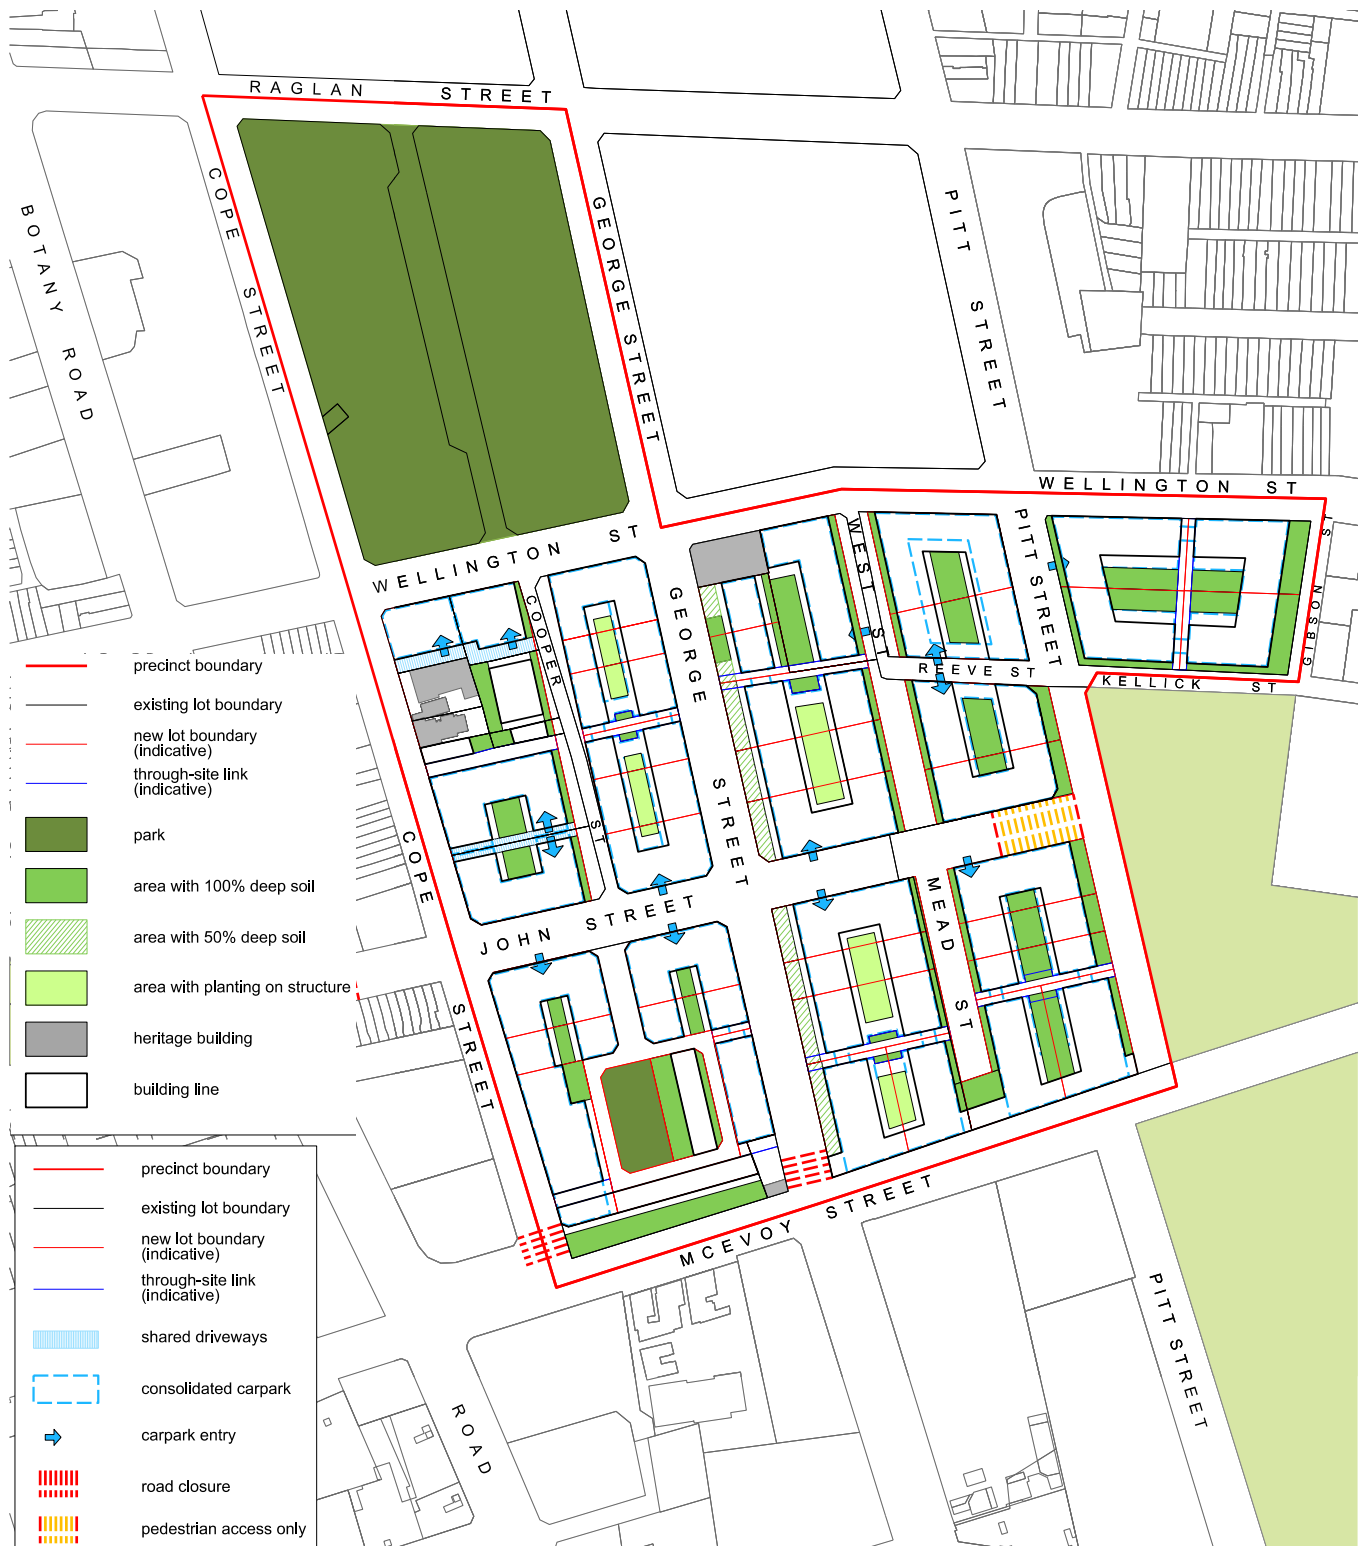 RAGLAN STREET
COPE STREET
BOTANY ROAD
GEORGE STREET
PITT STREET
WELLINGTON ST
WELLINGTON ST
COOPER ST
GEORGE STREET
WEST ST
PITT STREET
GIBSON ST
REEVE ST
KELLICK ST
COPE STREET
JOHN STREET
MEAD ST
MCEVOY STREET
PITT STREET
ROAD
precinct boundary
existing lot boundary
new lot boundary
(indicative)
through-site link
(indicative)
park
area with 100% deep soil
area with 50% deep soil
area with planting on structure
heritage building
building line
precinct boundary
existing lot boundary
new lot boundary
(indicative)
through-site link
(indicative)
shared driveways
consolidated carpark
carpark entry
road closure
pedestrian access only